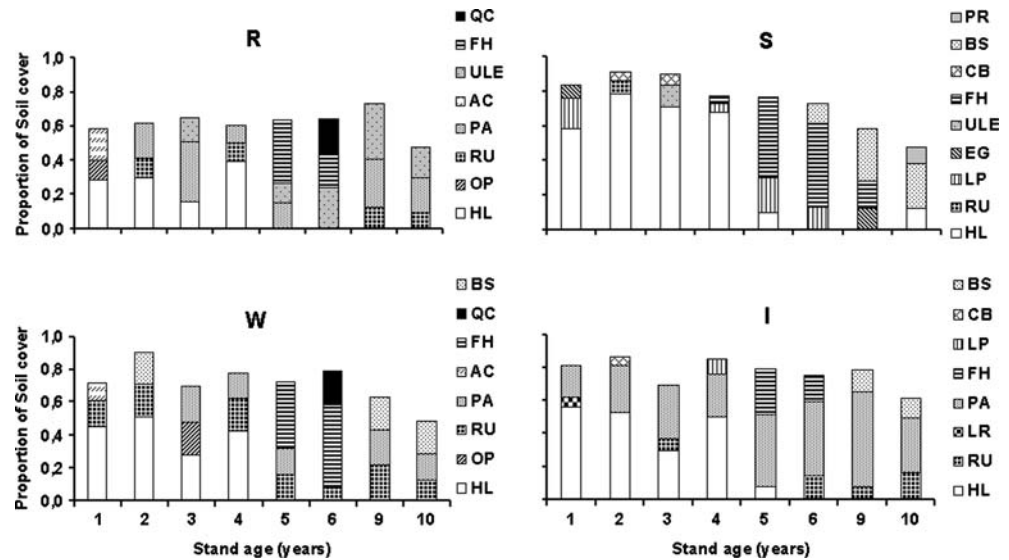 R
Proportion of Soil cover
1,0
0,8
0,6
0,4
0,2
0,0
QC
FH
ULE
AC
PA
RU
OP
HL
S
PR
BS
CB
FH
ULE
EG
LP
RU
HL
W
Proportion of Soil cover
1,0
0,8
0,6
0,4
0,2
0,0
1 2 3 4 5 6 9 10
Stand age (years)
BS
QC
FH
AC
PA
RU
OP
HL
I
1 2 3 4 5 6 9 10
Stand age (years)
BS
CB
LP
FH
PA
LR
RU
HL